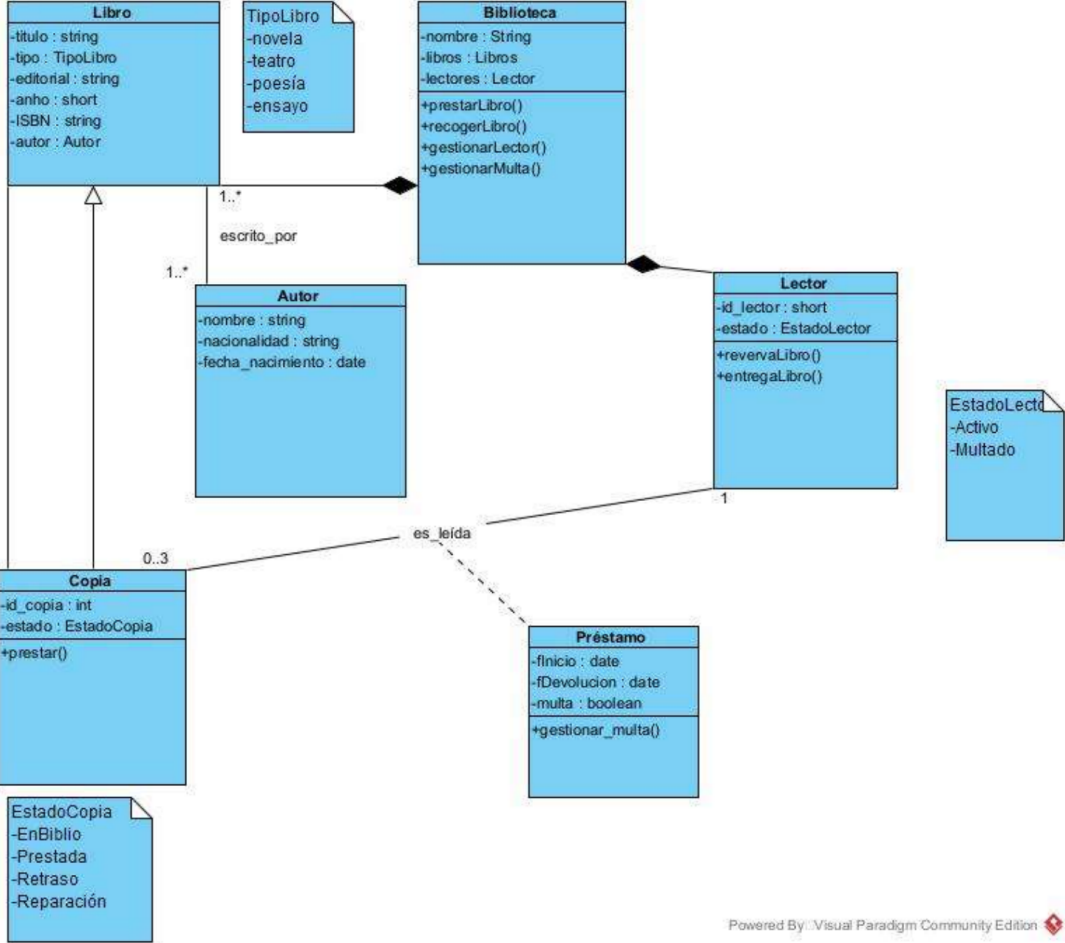 Libro
-titulo : string
-tipo : TipoLibro
-editorial : string
-anho : short
-ISBN : string
-autor : Autor
TipoLibro
-novela
-teatro
-poesía
-ensayo
Biblioteca
-nombre : String
-libros : Libros
-lectores : Lector
+prestarLibro()
+recogerLibro()
+gestionarLector()
+gestionarMulta()
1..*
escrito_por
1..*
Autor
-nombre : string
-nacionalidad : string
-fecha_nacimiento : date
Lector
-id_lector : short
-estado : EstadoLector
+revervaLibro()
+entregaLibro()
EstadoLecto
-Activo
-Multado
1
es_leída
0..3
Copia
-id_copia : int
-estado : EstadoCopia
+prestar()
Préstamo
-fInicio : date
-fDevolucion : date
-multa : boolean
+gestionar_multa()
EstadoCopia
-EnBiblio
-Prestada
-Retraso
-Reparación
Powered By Visual Paradigm Community Edition